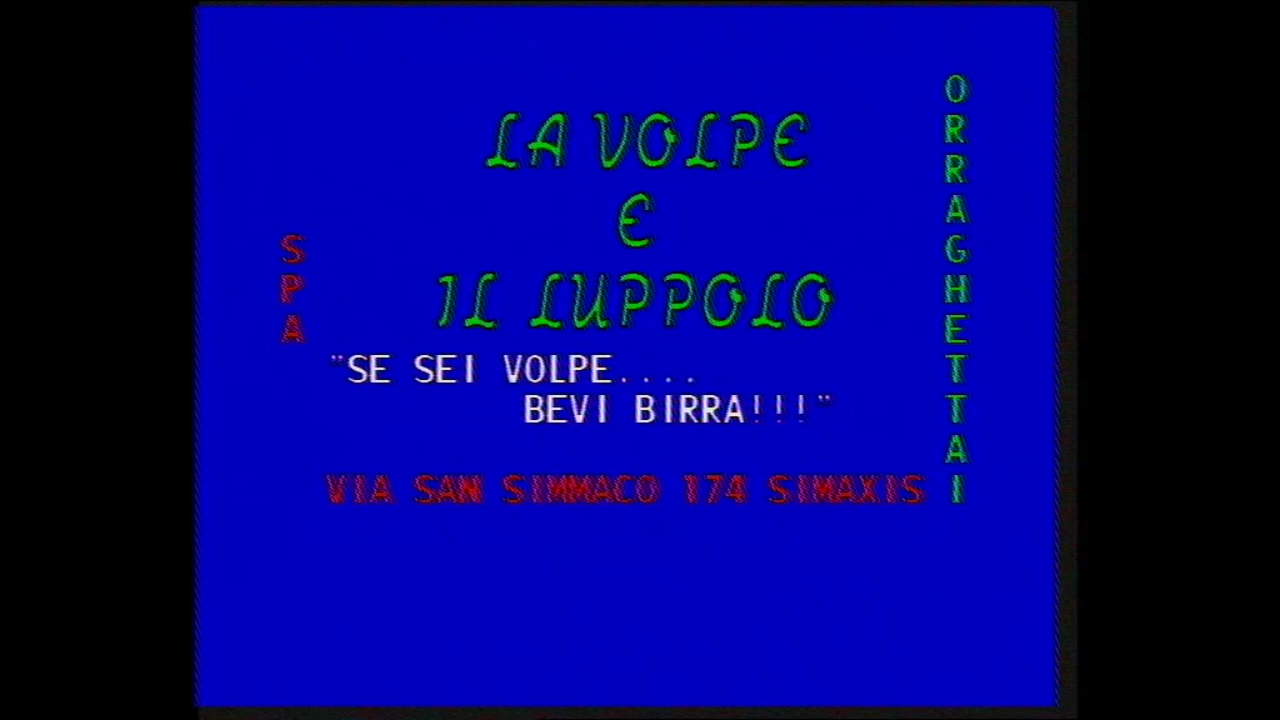 LA VOLPE
E
IL LUPPOLO
SPA
"SE SEI VOLPE....
BEVI BIRRA!!!"
VIA SAN SIMMACO 174 SIMAXIS
ORRAGHETTAI